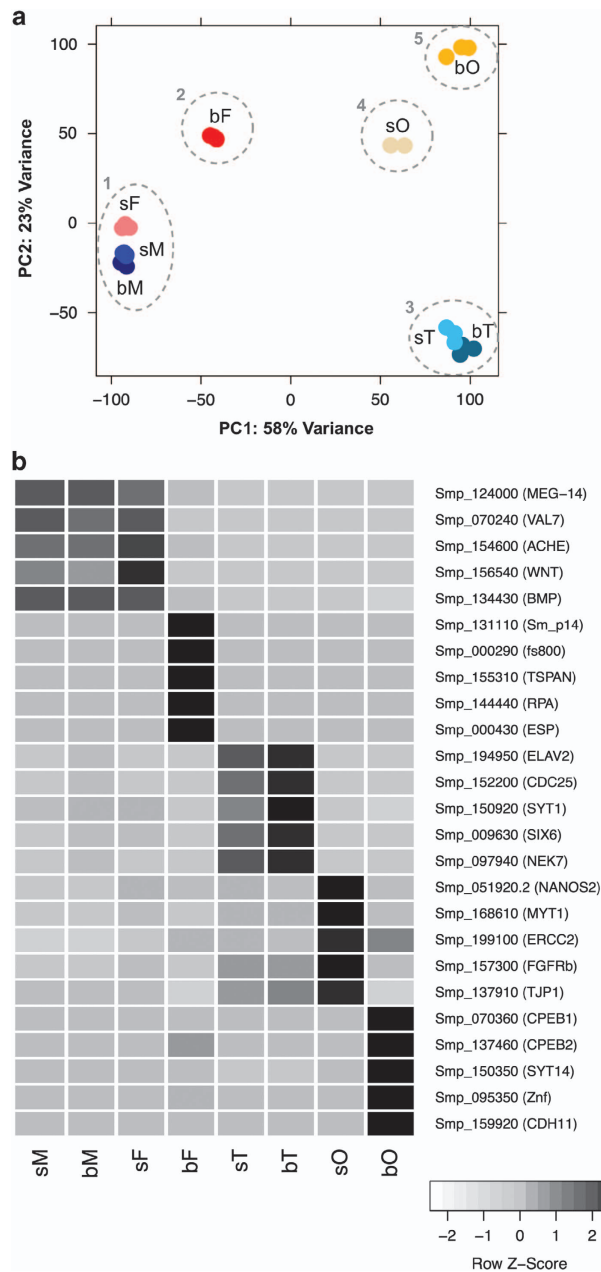 a
100
50
0
−50
PC2: 23% Variance
5
bO
2
bF
4
sO
1
sF
sM
bM
3
sT
bT
−100 −50 0 50 100
PC1: 58% Variance
b
Smp_124000 (MEG-14)
Smp_070240 (VAL7)
Smp_154600 (ACHE)
Smp_156540 (WNT)
Smp_134430 (BMP)
Smp_131110 (Sm_p14)
Smp_000290 (fs800)
Smp_155310 (TSPAN)
Smp_144440 (RPA)
Smp_000430 (ESP)
Smp_194950 (ELAV2)
Smp_152200 (CDC25)
Smp_150920 (SYT1)
Smp_009630 (SIX6)
Smp_097940 (NEK7)
Smp_051920.2 (NANOS2)
Smp_168610 (MYT1)
Smp_199100 (ERCC2)
Smp_157300 (FGFRb)
Smp_137910 (TJP1)
Smp_070360 (CPEB1)
Smp_137460 (CPEB2)
Smp_150350 (SYT14)
Smp_095350 (Znf)
Smp_159920 (CDH11)
sM bM sF bF sT bT sO bO
−2 −1 0 1 2
Row Z-Score